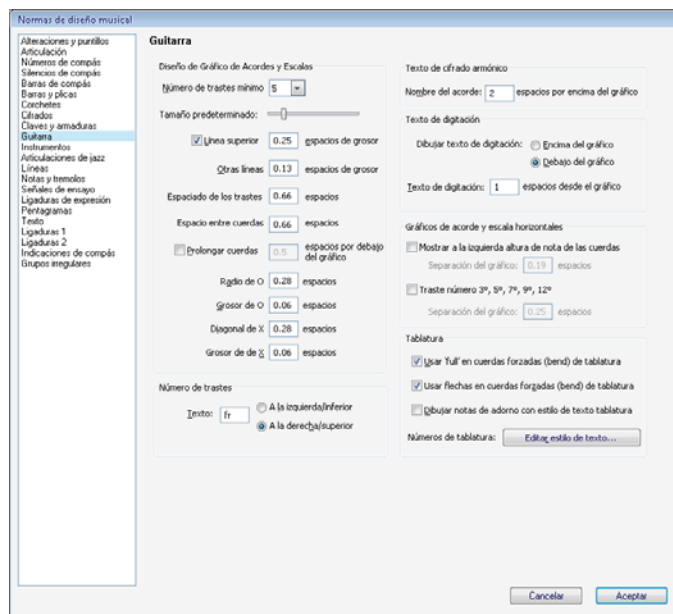 Normas de diseño musical
Alteraciones y puntillos
Articulación
Números de compás
Silencios de compás
Barras de compás
Barras y plicas
Corchetes
Cifrados
Claves y armaduras
Guitarra
Instrumentos
Articulaciones de jazz
Líneas
Notas y tremolos
Señales de ensayo
Ligaduras de expresión
Pentagramas
Texto
Ligaduras 1
Ligaduras 2
Indicaciones de compás
Grupos irregulares
Guitarra
Diseño de Gráfico de Acordes y Escalas
Número de trastes mínimo 5
Tamaño predeterminado:
Línea superior 0.25 espacios de grosor
Otras líneas 0.13 espacios de grosor
Espaciado de los trastes 0.66 espacios
Espacio entre cuerdas 0.66 espacios
Prolongar cuerdas 0.5 espacios por debajo del gráfico
Radio de O 0.28 espacios
Grosor de O 0.06 espacios
Diagonal de X 0.28 espacios
Grosor de de X 0.06 espacios
Número de trastes
Texto: fr
A la izquierda/inferior
A la derecha/superior
Texto de cifrado armónico
Nombre del acorde: 2 espacios por encima del gráfico
Texto de digitación
Dibujar texto de digitación: Encima del gráfico
Debajo del gráfico
Texto de digitación: 1 espacios desde el gráfico
Gráficos de acorde y escala horizontales
Mostrar a la izquierda altura de nota de las cuerdas
Separación del gráfico: 0.19 espacios
Traste número 3º, 5º, 7º, 9º, 12º
Separación del gráfico: 0.25 espacios
Tablatura
Usar 'full' en cuerdas forzadas (bend) de tablatura
Usar flechas en cuerdas forzadas (bend) de tablatura
Dibujar notas de adorno con estilo de texto tablatura
Números de tablatura: Editar estilo de texto...
Cancelar Aceptar